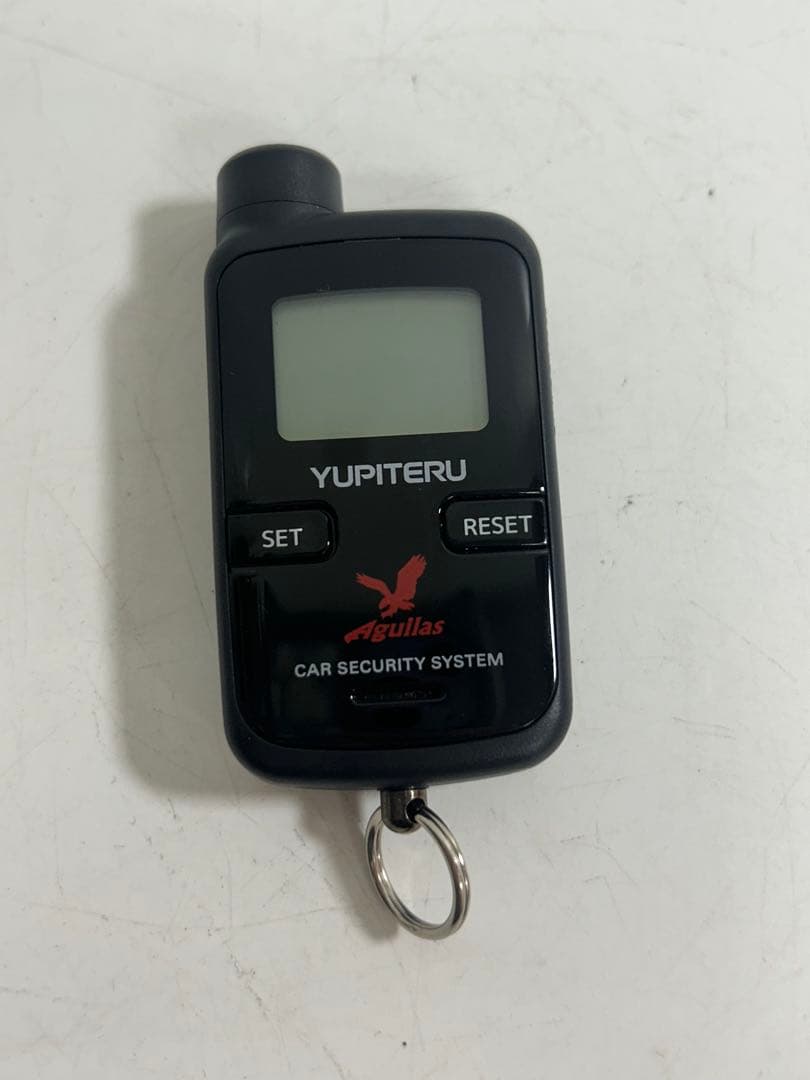 YUPITERU
SET
RESET
Aguilas
CAR SECURITY SYSTEM